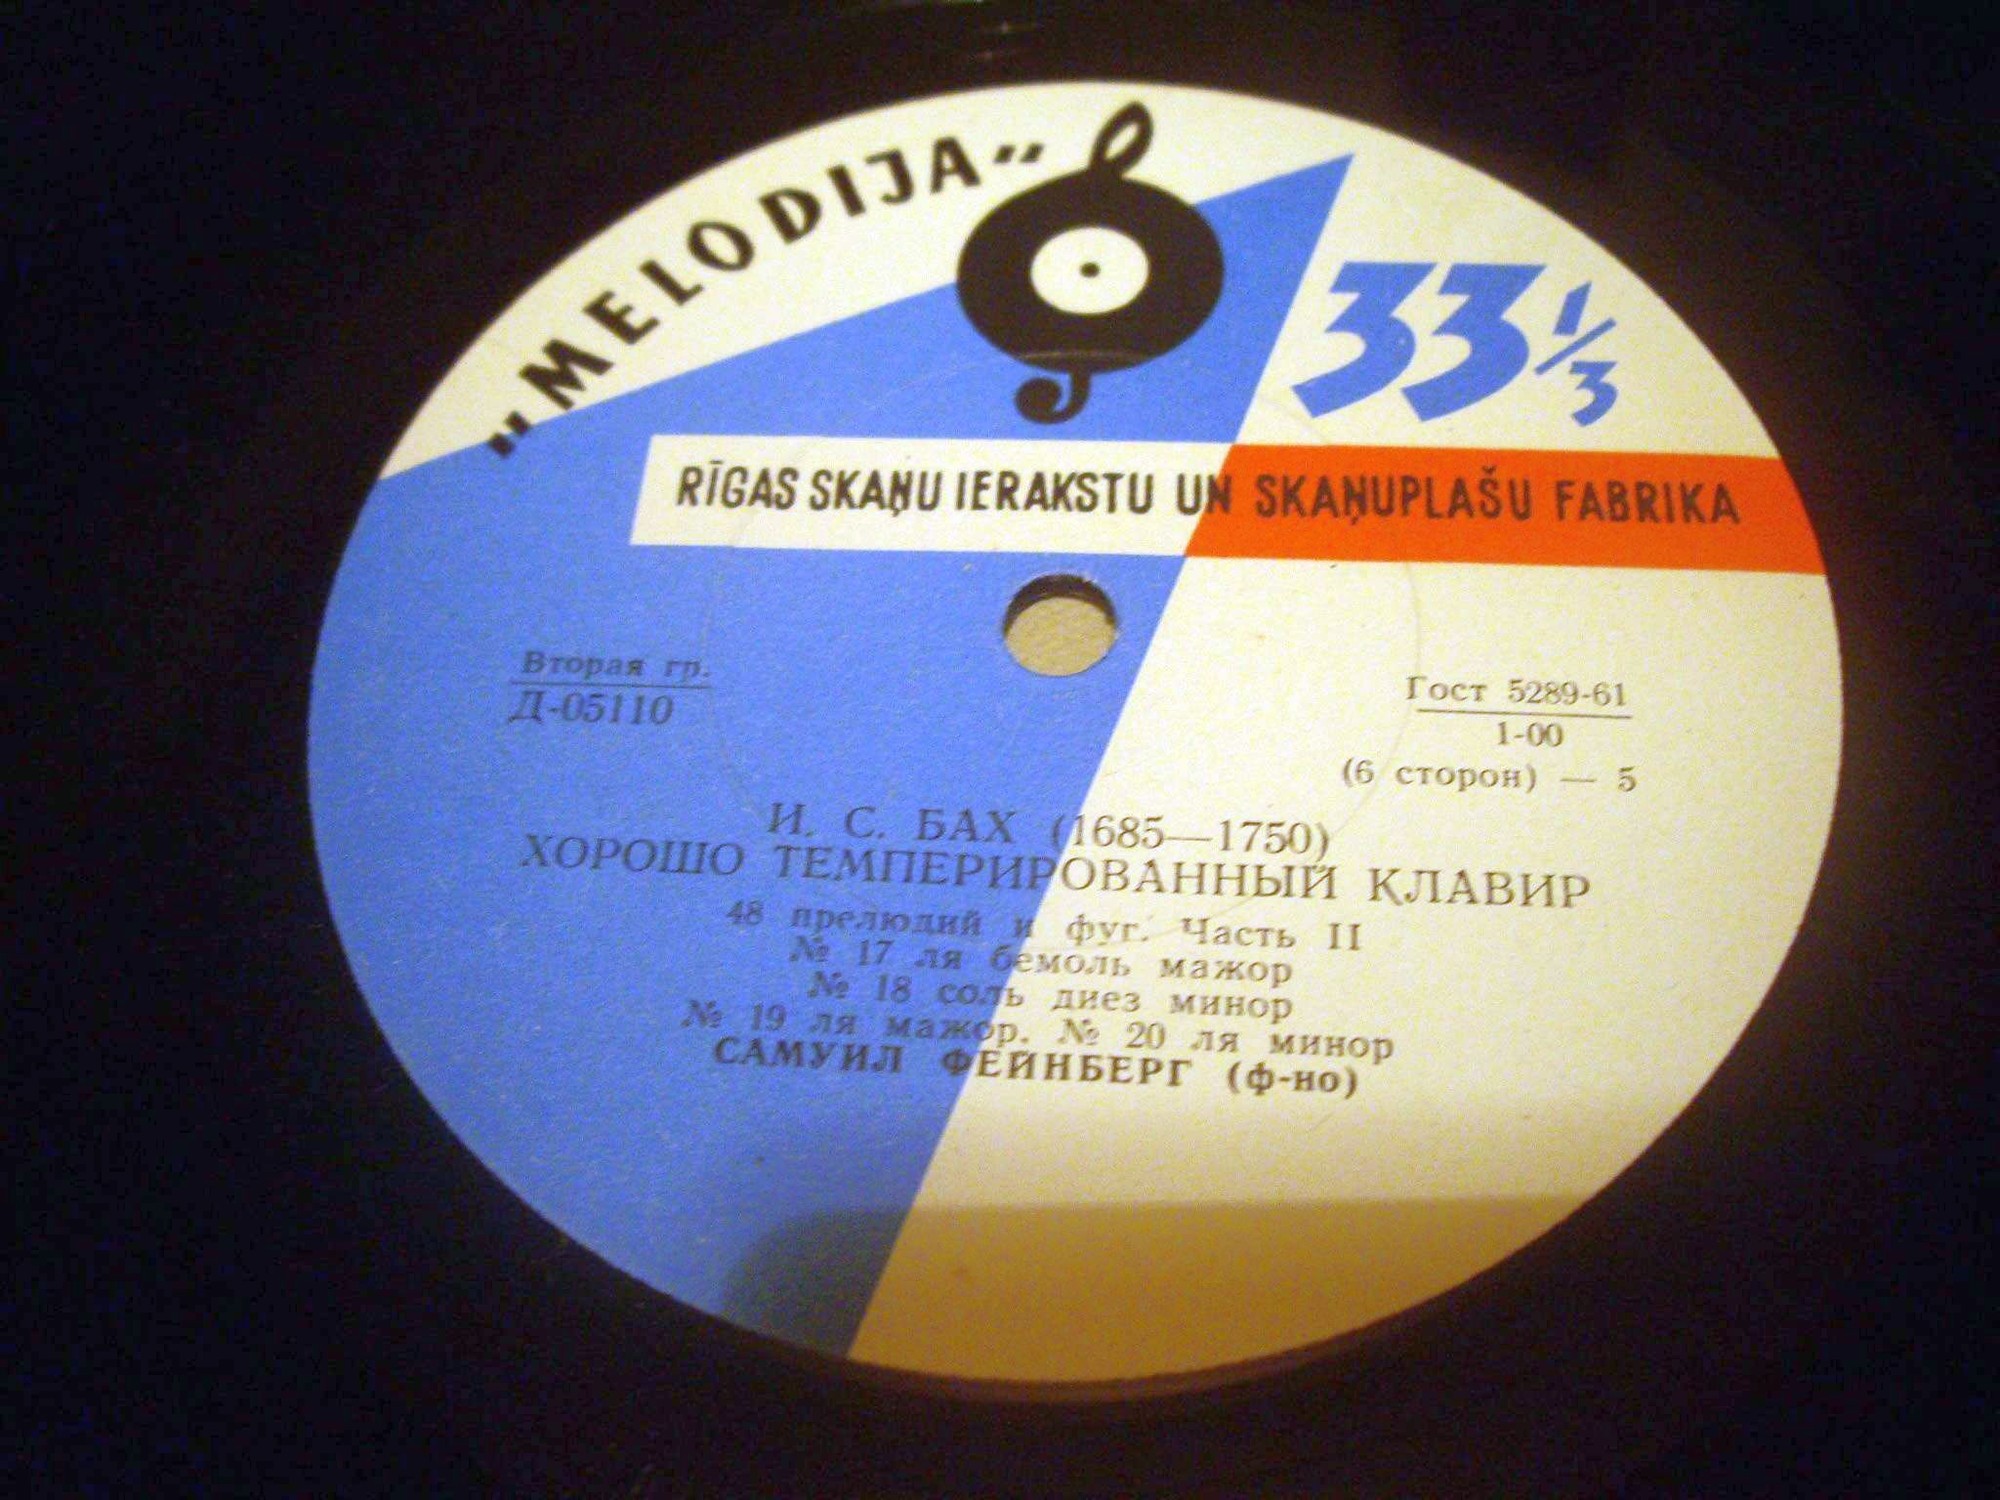 „MELODIJA"
33⅓
RĪGAS SKAŅU IERAKSTU UN SKAŅUPLAŠU FABRIKA
Вторая гр.
Д-05110
Гост 5289-61
1-00
(6 сторон) — 5
И. С. БАХ (1685—1750)
ХОРОШО ТЕМПЕРИРОВАННЫЙ КЛАВИР
48 прелюдий и фуг. Часть II
№ 17 ля бемоль мажор
№ 18 соль диез минор
№ 19 ля мажор. № 20 ля минор
САМУИЛ ФЕЙНБЕРГ (ф-но)